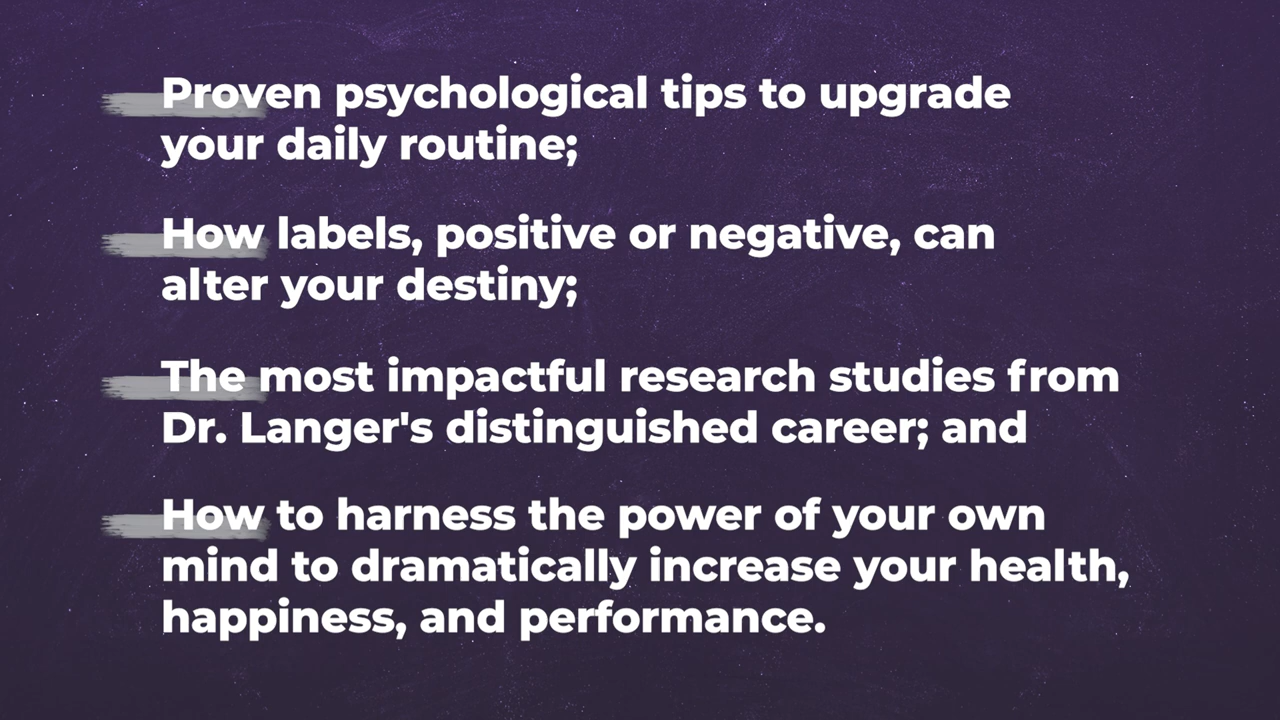 Proven psychological tips to upgrade
your daily routine;
How labels, positive or negative, can
alter your destiny;
The most impactful research studies from
Dr. Langer's distinguished career; and
How to harness the power of your own
mind to dramatically increase your health,
happiness, and performance.